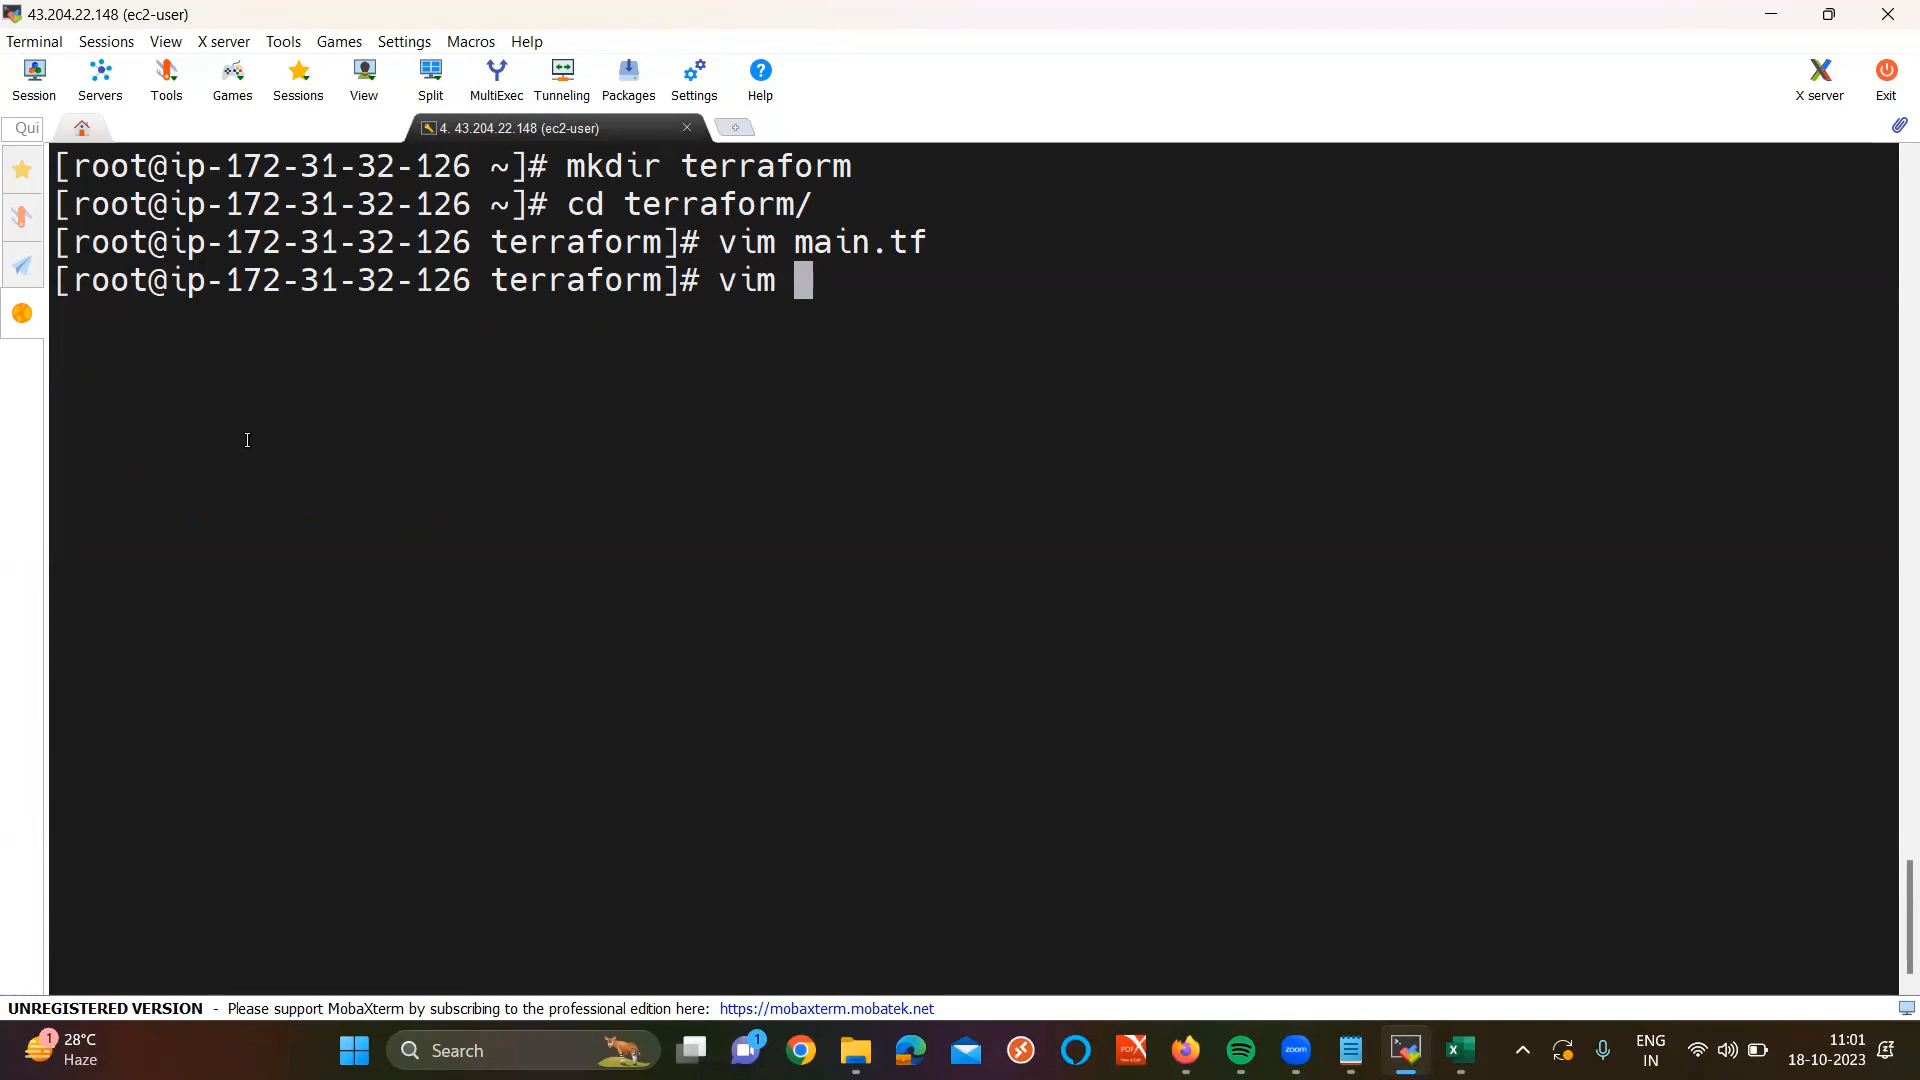 43.204.22.148 (ec2-user)
Terminal Sessions View X server Tools Games Settings Macros Help
Session Servers Tools Games Sessions View Split MultiExec Tunneling Packages Settings Help X server Exit
Qui
4. 43.204.22.148 (ec2-user)
[root@ip-172-31-32-126 ~]# mkdir terraform
[root@ip-172-31-32-126 ~]# cd terraform/
[root@ip-172-31-32-126 terraform]# vim main.tf
[root@ip-172-31-32-126 terraform]# vim
UNREGISTERED VERSION - Please support MobaXterm by subscribing to the professional edition here: https://mobaxterm.mobatek.net
1
28°C
Haze
Search
1
PDFX
zoom
ENG
IN
11:01
18-10-2023